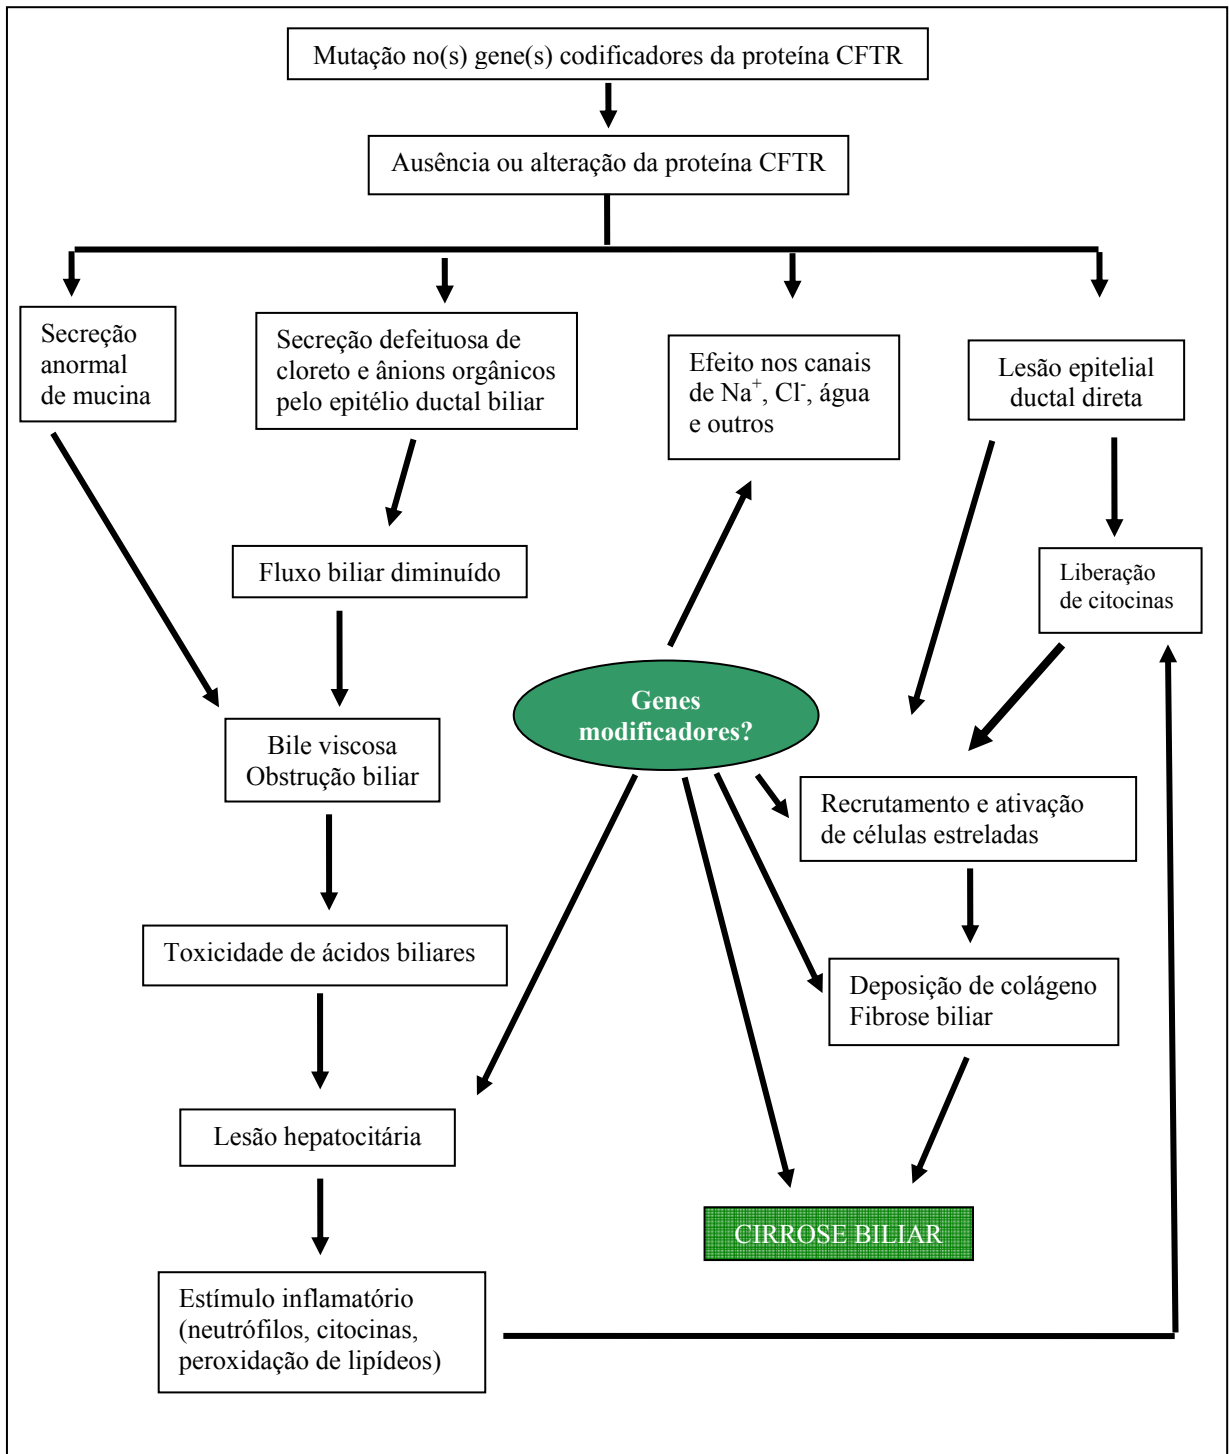 Mutação no(s) gene(s) codificadores da proteína CFTR
Ausência ou alteração da proteína CFTR
Secreção
anormal
de mucina
Secreção defeituosa de
cloreto e ânions orgânicos
pelo epitélio ductal biliar
Efeito nos canais
de Na⁺, Cl⁻, água
e outros
Lesão epitelial
ductal direta
Fluxo biliar diminuído
Liberação
de citocinas
Genes
modificadores?
Bile viscosa
Obstrução biliar
Recrutamento e ativação
de células estreladas
Toxicidade de ácidos biliares
Deposição de colágeno
Fibrose biliar
Lesão hepatocitária
CIRROSE BILIAR
Estímulo inflamatório
(neutrófilos, citocinas,
peroxidação de lipídeos)